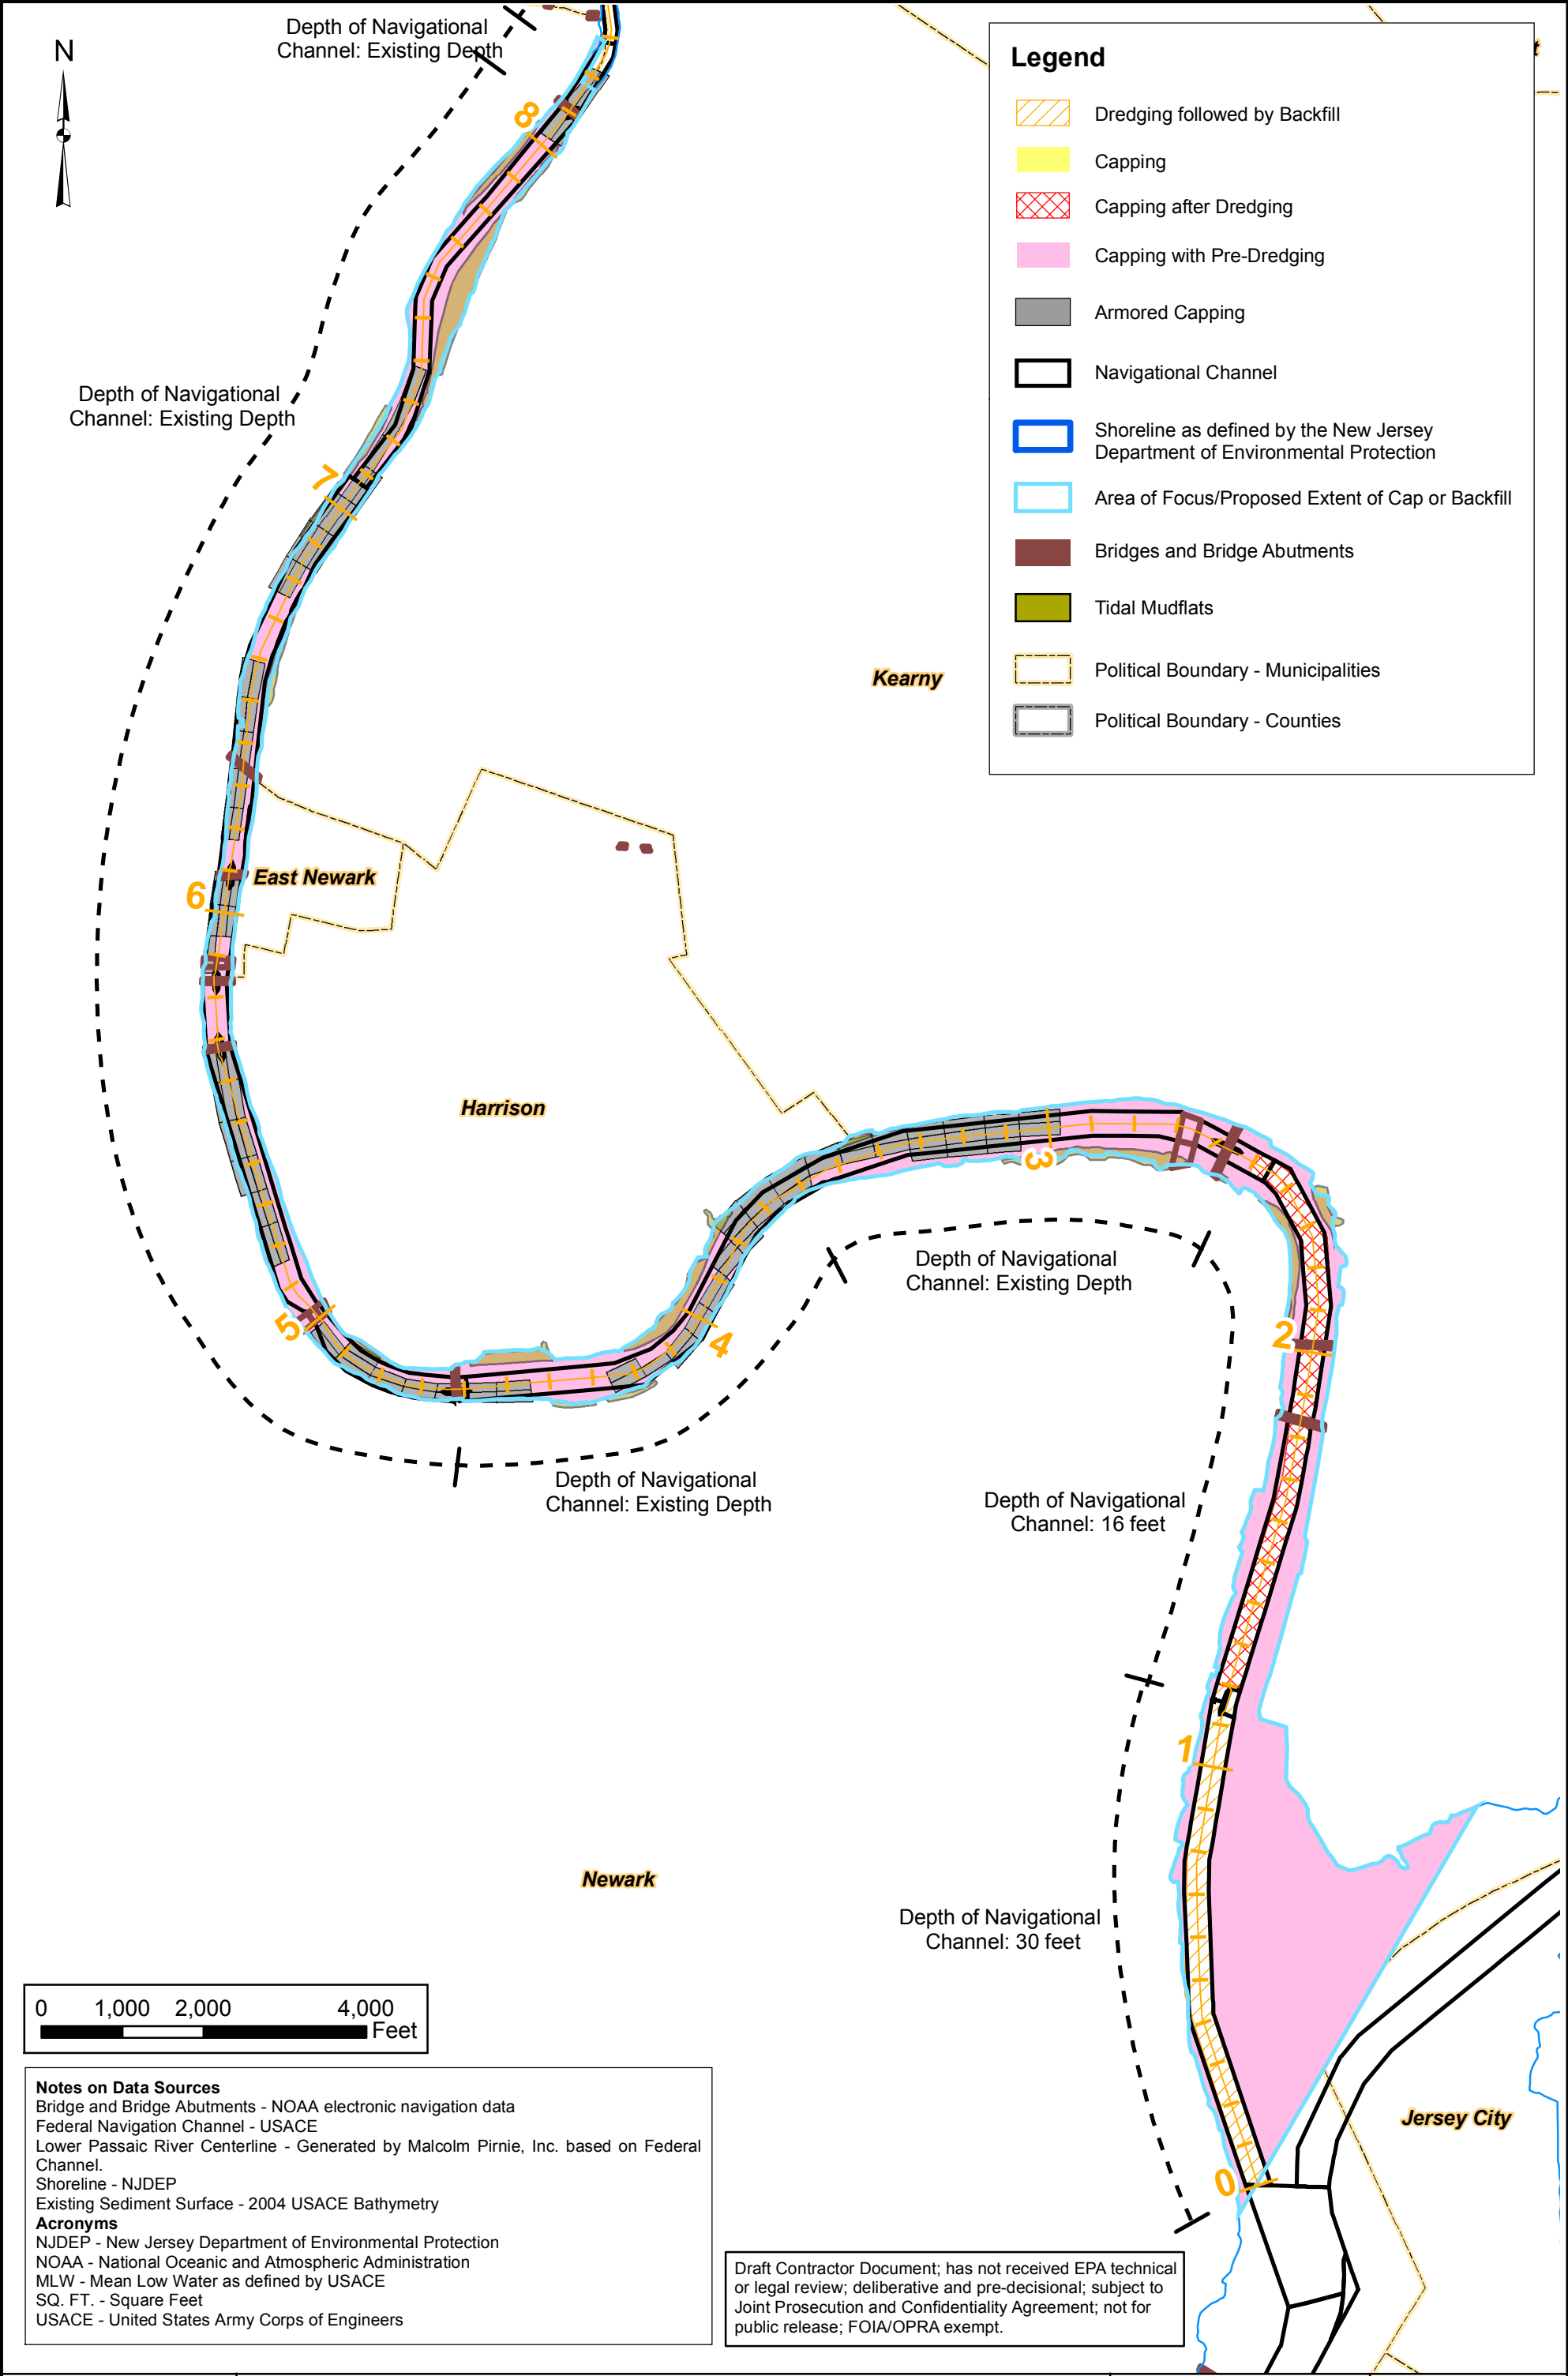 Depth of Navigational
Channel: Existing Depth
N
8
Legend
Dredging followed by Backfill
Capping
Capping after Dredging
Capping with Pre-Dredging
Armored Capping
Navigational Channel
Shoreline as defined by the New Jersey
Department of Environmental Protection
Area of Focus/Proposed Extent of Cap or Backfill
Bridges and Bridge Abutments
Tidal Mudflats
Political Boundary - Municipalities
Political Boundary - Counties
Depth of Navigational
Channel: Existing Depth
7
Kearny
East Newark
6
Harrison
3
Depth of Navigational
Channel: Existing Depth
5
4
2
Depth of Navigational
Channel: Existing Depth
Depth of Navigational
Channel: 16 feet
1
Newark
Depth of Navigational
Channel: 30 feet
0 1,000 2,000 4,000
Feet
Jersey City
0
Notes on Data Sources
Bridge and Bridge Abutments - NOAA electronic navigation data
Federal Navigation Channel - USACE
Lower Passaic River Centerline - Generated by Malcolm Pirnie, Inc. based on Federal
Channel.
Shoreline - NJDEP
Existing Sediment Surface - 2004 USACE Bathymetry
Acronyms
NJDEP - New Jersey Department of Environmental Protection
NOAA - National Oceanic and Atmospheric Administration
MLW - Mean Low Water as defined by USACE
SQ. FT. - Square Feet
USACE - United States Army Corps of Engineers
Draft Contractor Document; has not received EPA technical
or legal review; deliberative and pre-decisional; subject to
Joint Prosecution and Confidentiality Agreement; not for
public release; FOIA/OPRA exempt.